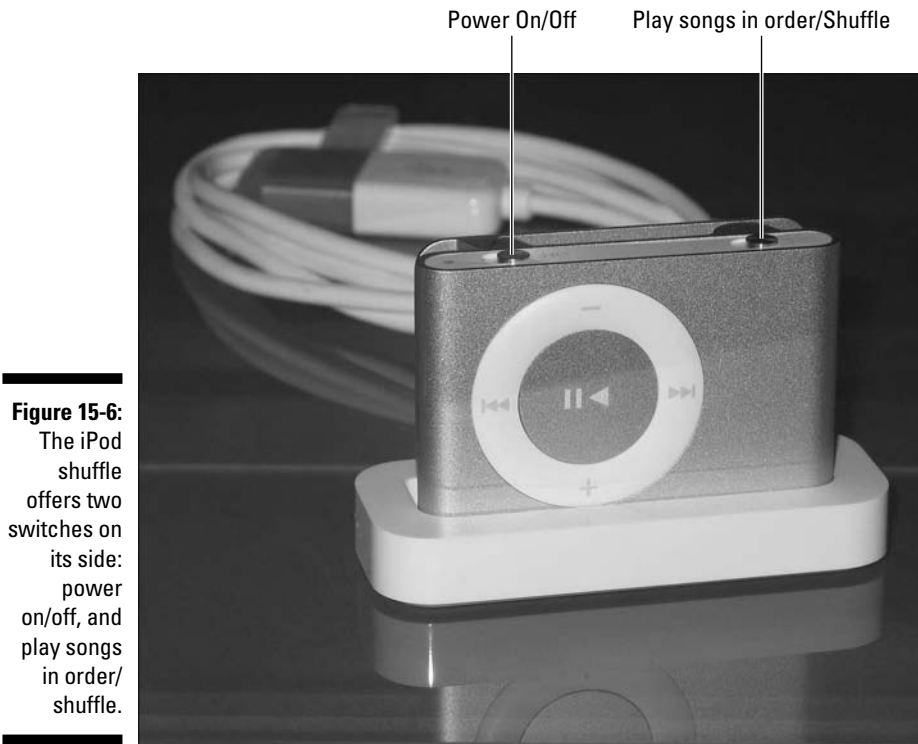 Power On/Off
Play songs in order/Shuffle
Figure 15-6:
The iPod
shuffle
offers two
switches on
its side:
power
on/off, and
play songs
in order/
shuffle.